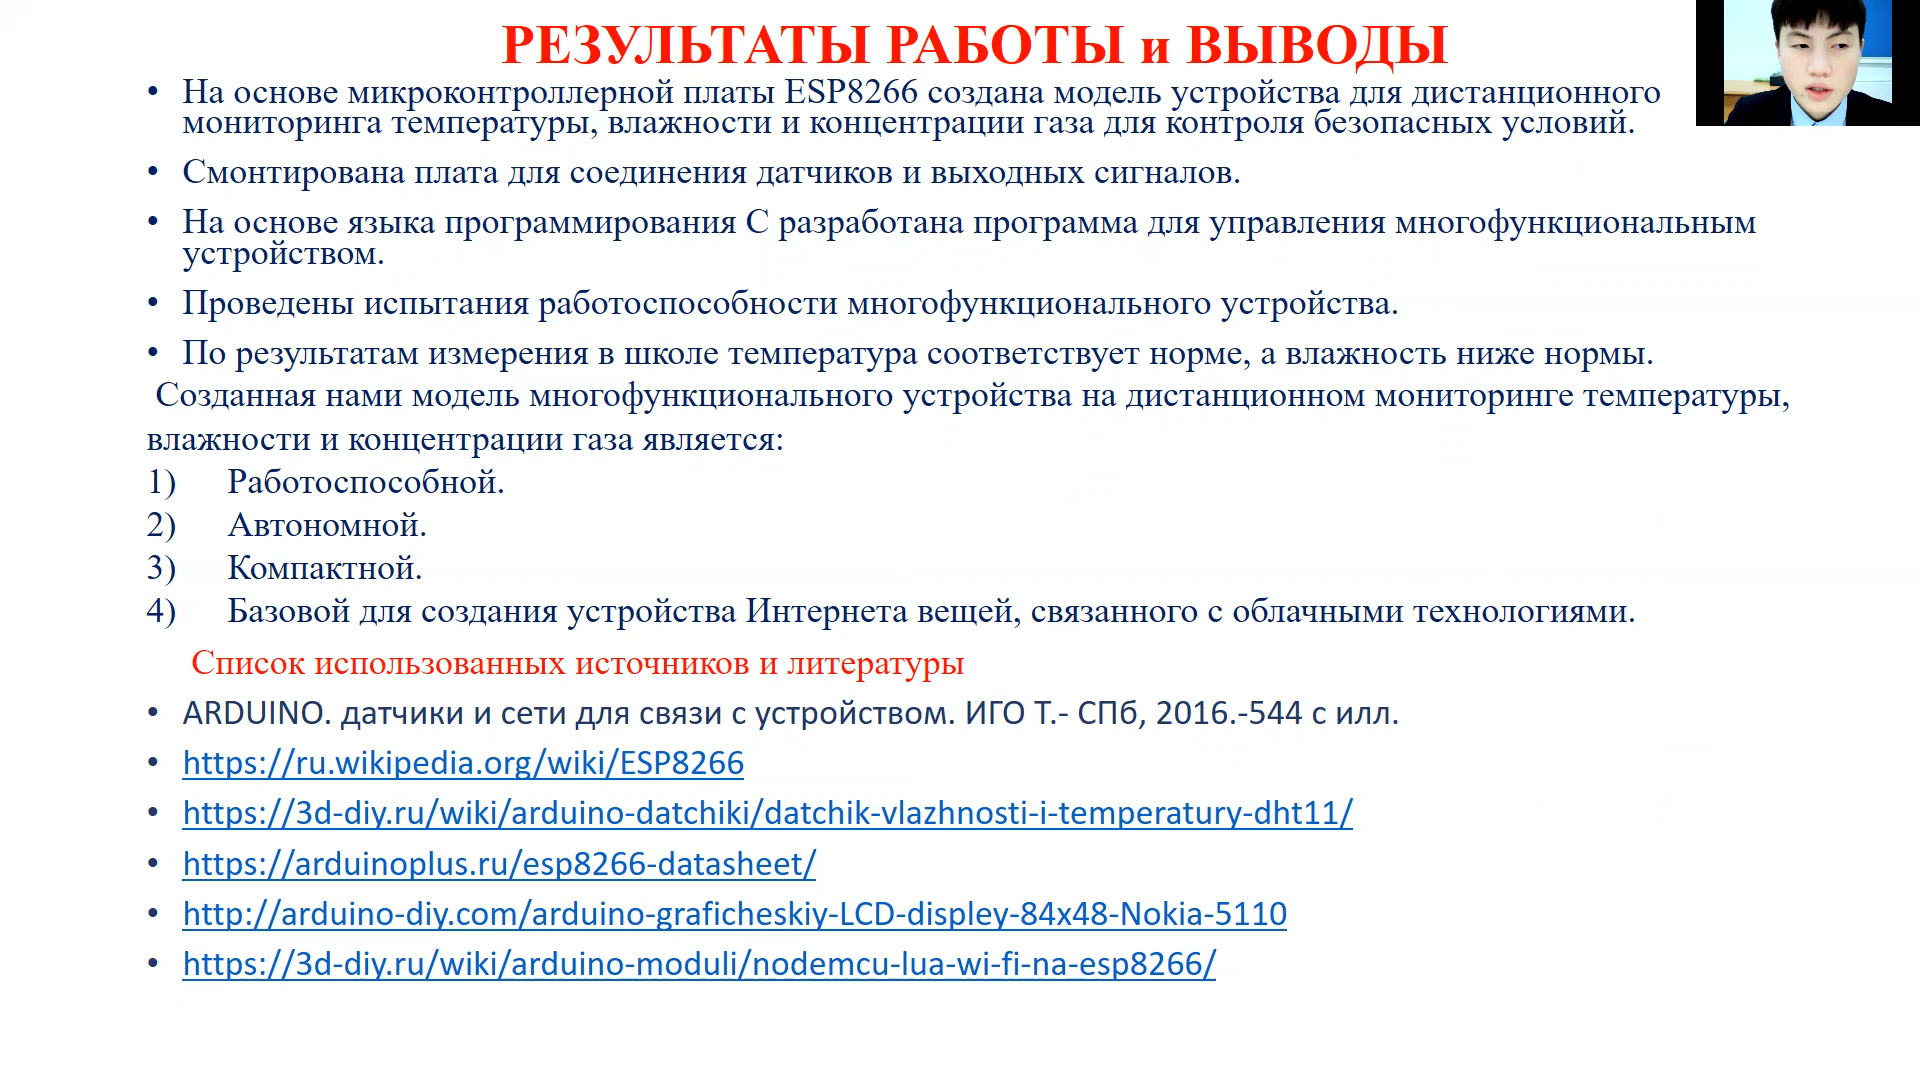 РЕЗУЛЬТАТЫ РАБОТЫ и ВЫВОДЫ
• На основе микроконтроллерной платы ESP8266 создана модель устройства для дистанционного
мониторинга температуры, влажности и концентрации газа для контроля безопасных условий.
• Смонтирована плата для соединения датчиков и выходных сигналов.
• На основе языка программирования С разработана программа для управления многофункциональным
устройством.
• Проведены испытания работоспособности многофункционального устройства.
• По результатам измерения в школе температура соответствует норме, а влажность ниже нормы.
Созданная нами модель многофункционального устройства на дистанционном мониторинге температуры,
влажности и концентрации газа является:
1) Работоспособной.
2) Автономной.
3) Компактной.
4) Базовой для создания устройства Интернета вещей, связанного с облачными технологиями.
Список использованных источников и литературы
• ARDUINO. датчики и сети для связи с устройством. ИГО Т.- СПб, 2016.-544 с илл.
• https://ru.wikipedia.org/wiki/ESP8266
• https://3d-diy.ru/wiki/arduino-datchiki/datchik-vlazhnosti-i-temperatury-dht11/
• https://arduinoplus.ru/esp8266-datasheet/
• http://arduino-diy.com/arduino-graficheskiy-LCD-displey-84x48-Nokia-5110
• https://3d-diy.ru/wiki/arduino-moduli/nodemcu-lua-wi-fi-na-esp8266/